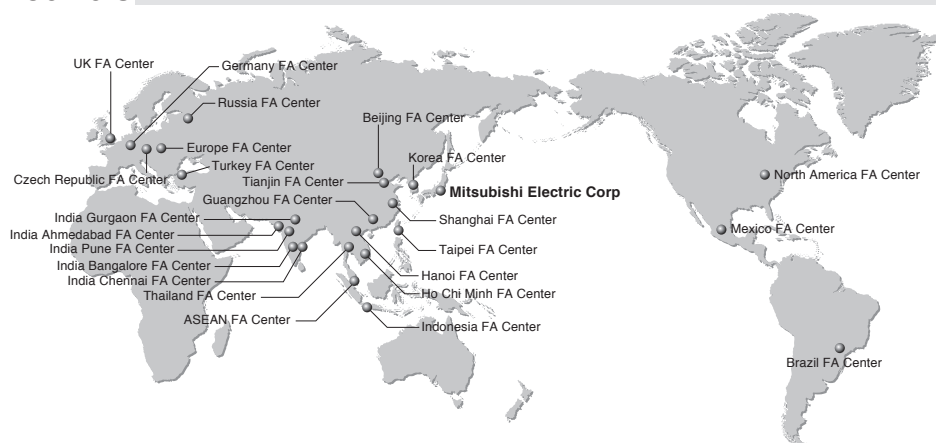 UK FA Center
Germany FA Center
Russia FA Center
Beijing FA Center
Europe FA Center
Korea FA Center
Turkey FA Center
Czech Republic FA Center
Tianjin FA Center
North America FA Center
Mitsubishi Electric Corp
Guangzhou FA Center
India Gurgaon FA Center
Shanghai FA Center
Mexico FA Center
India Ahmedabad FA Center
India Pune FA Center
Taipei FA Center
India Bangalore FA Center
Hanoi FA Center
India Chennai FA Center
Thailand FA Center
Ho Chi Minh FA Center
ASEAN FA Center
Indonesia FA Center
Brazil FA Center